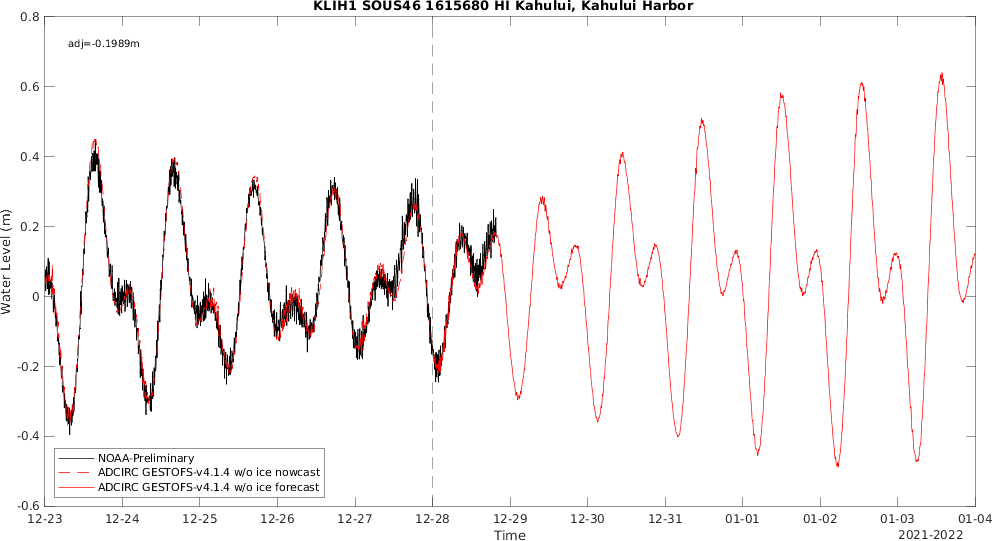 KLIH1 SOUS46 1615680 HI Kahului, Kahului Harbor
0.8
adj=-0.1989m
0.6
0.4
0.2
0
-0.2
-0.4
-0.6
Water Level (m)
NOAA-Preliminary
ADCIRC GESTOFS-v4.1.4 w/o ice nowcast
ADCIRC GESTOFS-v4.1.4 w/o ice forecast
12-23 12-24 12-25 12-26 12-27 12-28 12-29 12-30 12-31 01-01 01-02 01-03 01-04
Time
2021-2022